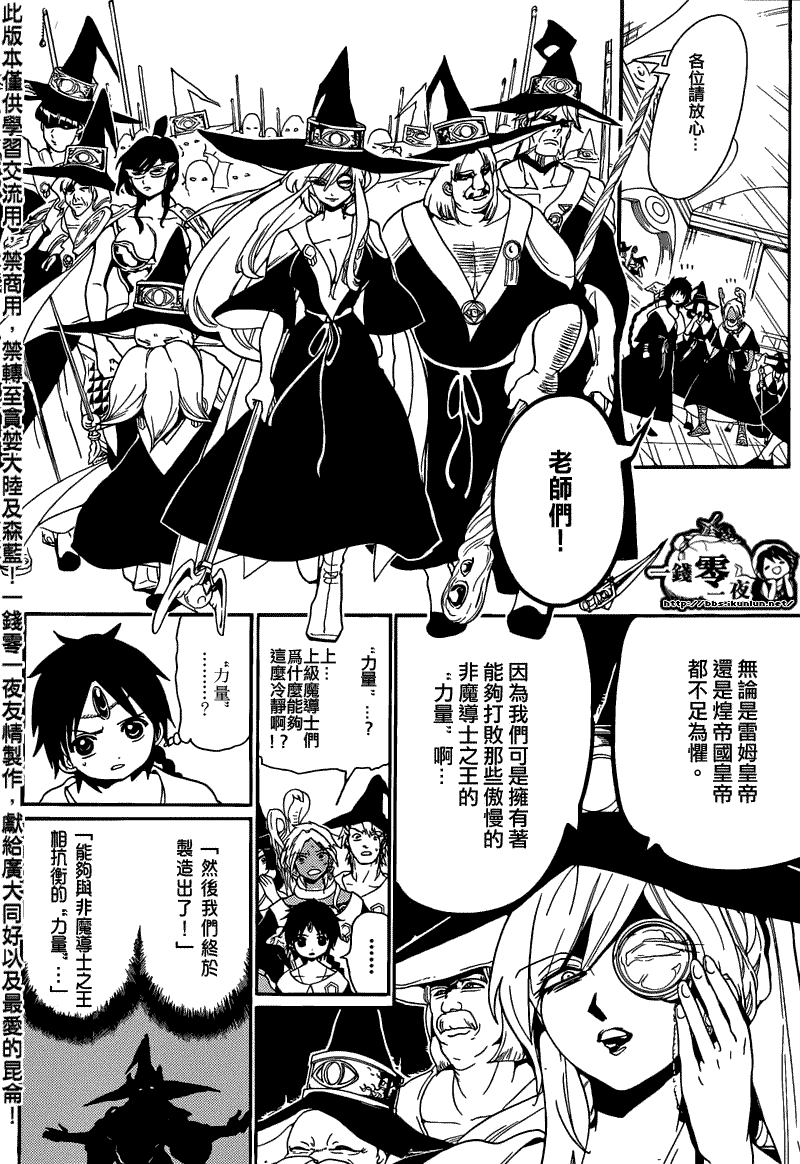 各位請放心…
老師們！
一錢零一夜
http://bbs.ikunlun.net/
無論是雷姆皇帝
還是煌帝國皇帝
都不足為懼。
因為我們可是擁有著
能夠打敗那些傲慢的
非魔導士之王的
“力量”啊…
“力量”…？
上…
上級魔導士們
爲什麼能夠
這麼冷靜啊！？
……
“力量”
………？
「然後我們終於
製造出了！」
「能夠與非魔導士之王
相抗衡的“力量”…」
此版本僅供學習交流用，禁商用，禁轉至貪婪大陸及森藍！一錢零一夜友情製作，獻給廣大同好以及最愛的昆侖！